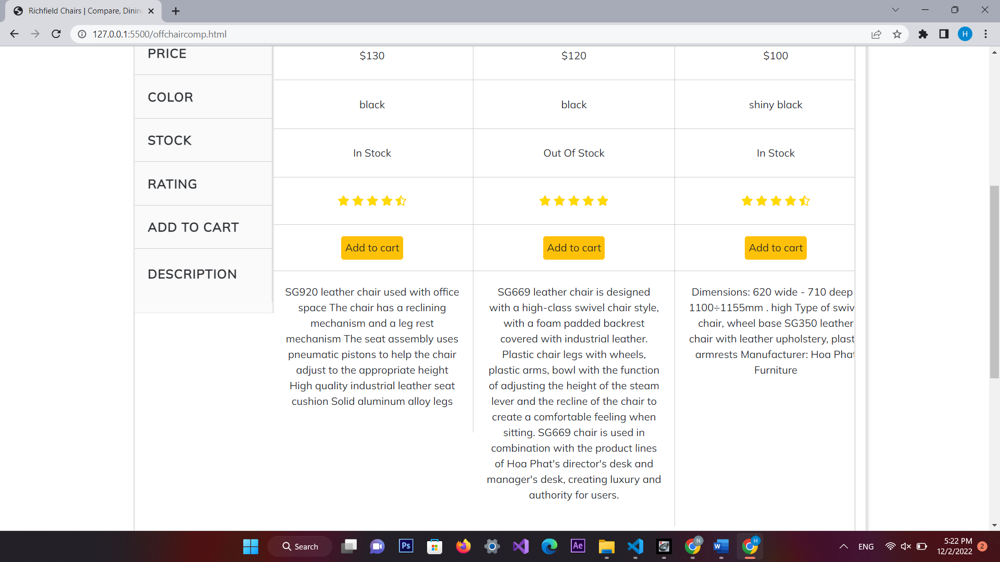 Richfield Chairs | Compare, Dinin
127.0.0.1:5500/offchaircomp.html
H
PRICE
$130
$120
$100
COLOR
black
black
shiny black
STOCK
In Stock
Out Of Stock
In Stock
RATING
ADD TO CART
Add to cart
Add to cart
Add to cart
DESCRIPTION
SG920 leather chair used with office
space The chair has a reclining
mechanism and a leg rest
mechanism The seat assembly uses
pneumatic pistons to help the chair
adjust to the appropriate height
High quality industrial leather seat
cushion Solid aluminum alloy legs
SG669 leather chair is designed
with a high-class swivel chair style,
with a foam padded backrest
covered with industrial leather.
Plastic chair legs with wheels,
plastic arms, bowl with the function
of adjusting the height of the steam
lever and the recline of the chair to
create a comfortable feeling when
sitting. SG669 chair is used in
combination with the product lines
of Hoa Phat's director's desk and
manager's desk, creating luxury and
authority for users.
Dimensions: 620 wide - 710 deep
1100÷1155mm . high Type of swiv
chair, wheel base SG350 leather
chair with leather upholstery, plast
armrests Manufacturer: Hoa Phat
Furniture
Search
Ps
Ae
N
W
H
ENG
5:22 PM
12/2/2022
2